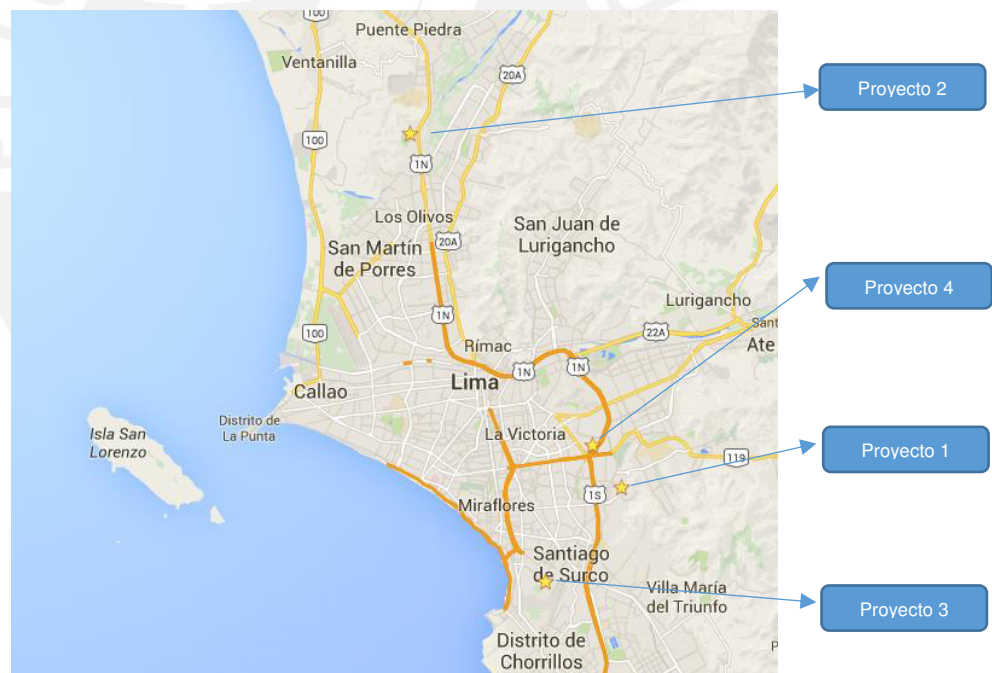 100
Puente Piedra
Ventanilla
20A
Proyecto 2
100
1N
Los Olivos
San Juan de
Lurigancho
20A
San Martín
de Porres
Proyecto 4
Lurigancho
1N
100
22A
Sant
Rímac
Ate
1N
1N
Lima
Callao
Distrito de
La Punta
Isla San
Lorenzo
La Victoria
Proyecto 1
119
1S
Miraflores
Santiago
de Surco
Villa María
del Triunfo
Proyecto 3
Distrito de
Chorrillos
P